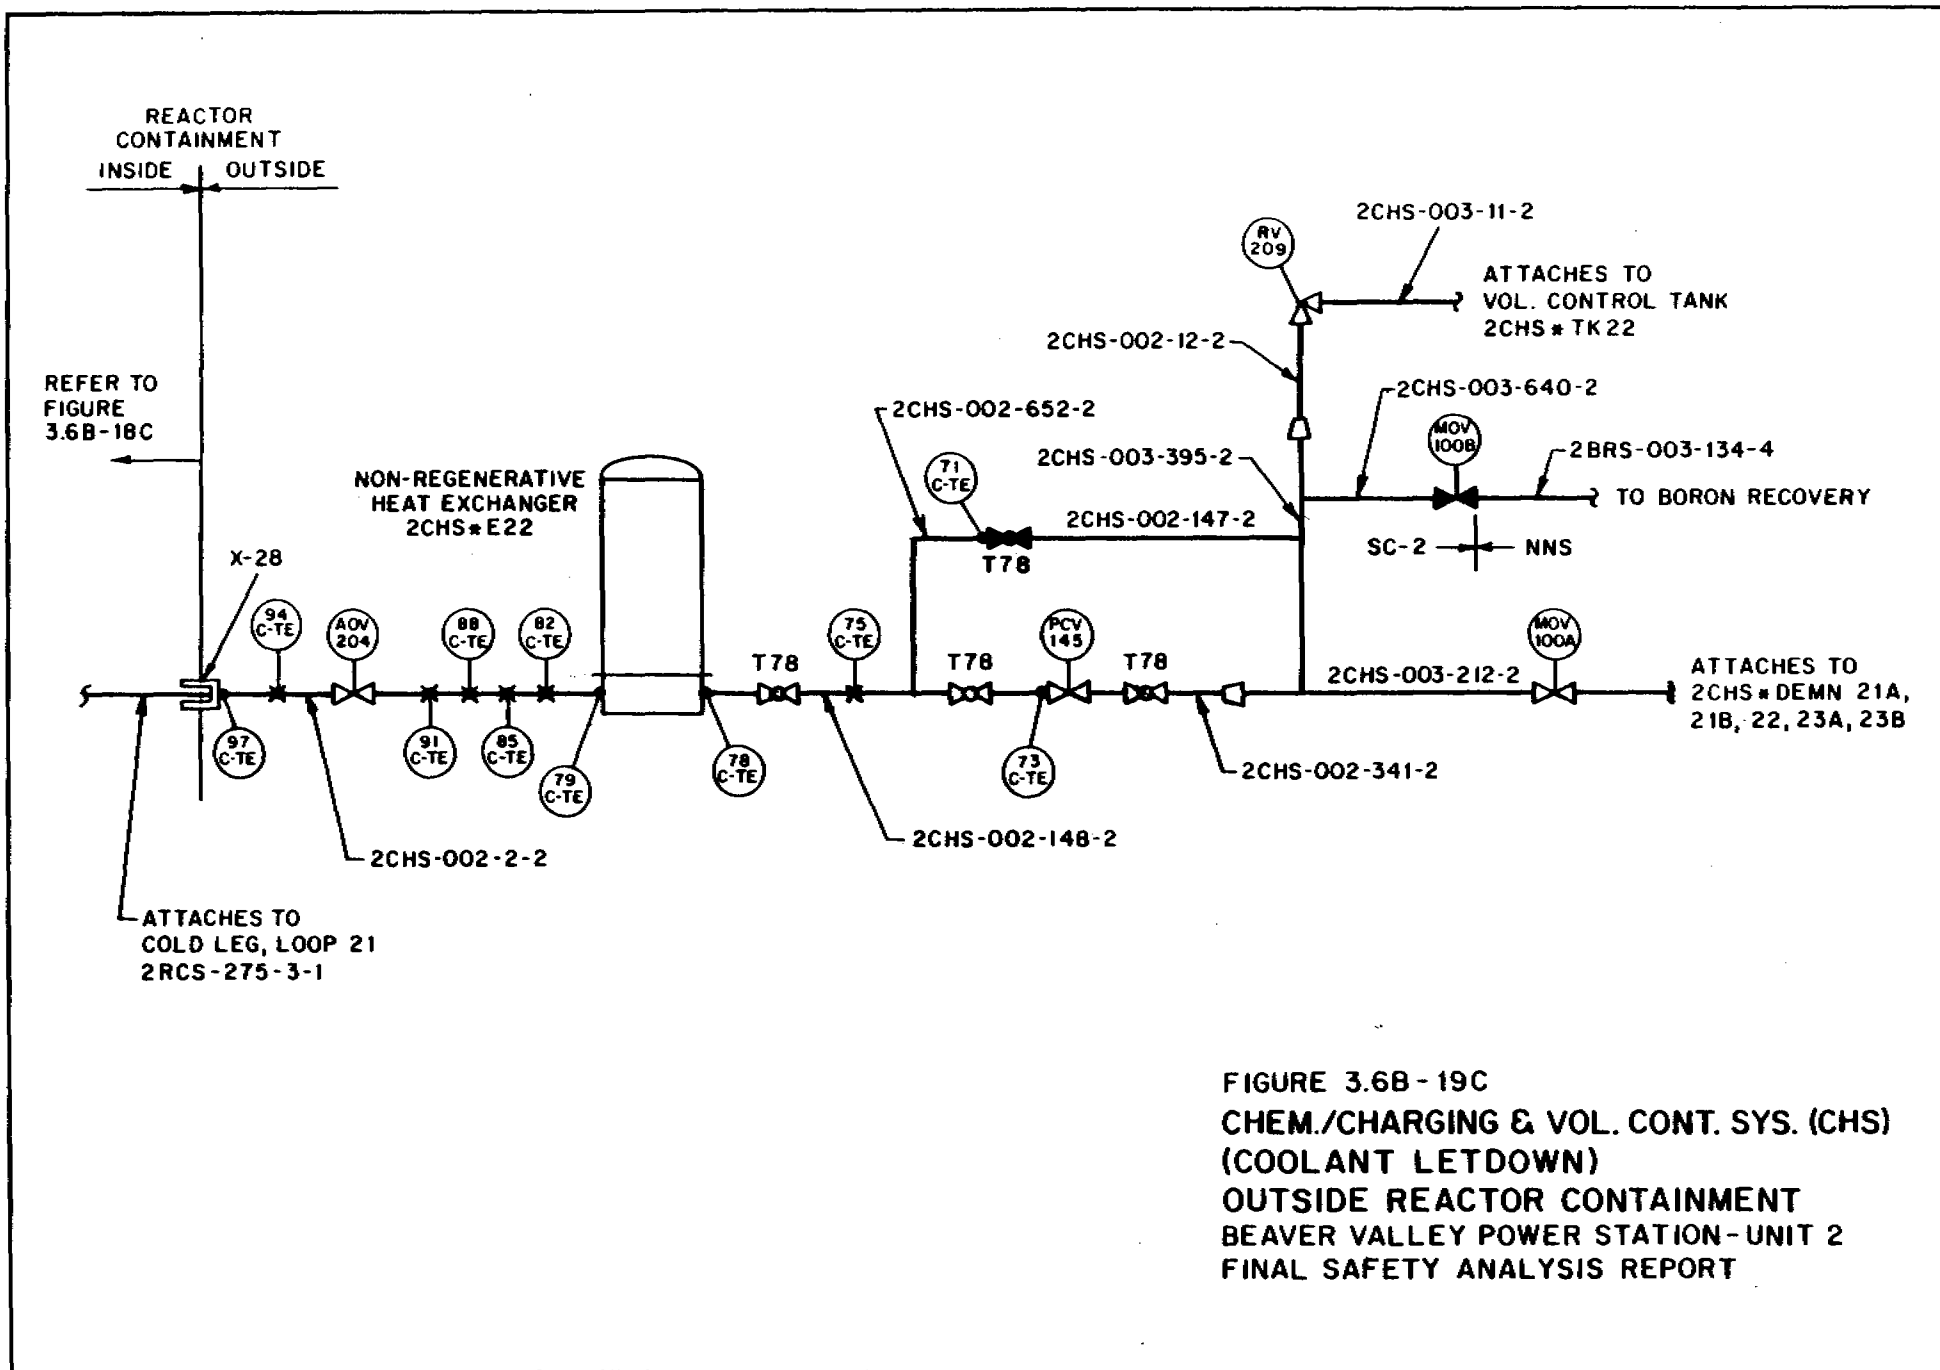 REACTOR
CONTAINMENT
INSIDE OUTSIDE
REFER TO
FIGURE
3.6B-18C
X-28
NON-REGENERATIVE
HEAT EXCHANGER
2CHS*E22
94
C-TE
AOV
204
88
C-TE
82
C-TE
97
C-TE
91
C-TE
85
C-TE
79
C-TE
78
C-TE
2CHS-002-2-2
ATTACHES TO
COLD LEG, LOOP 21
2RCS-275-3-1
T78
75
C-TE
2CHS-002-148-2
2CHS-002-652-2
71
C-TE
T78
2CHS-002-147-2
T78
73
C-TE
PCV
145
T78
2CHS-002-341-2
RV
209
2CHS-003-11-2
ATTACHES TO
VOL. CONTROL TANK
2CHS*TK22
2CHS-002-12-2
2CHS-003-395-2
2CHS-003-640-2
MOV
100B
2BRS-003-134-4
TO BORON RECOVERY
SC-2 NNS
2CHS-003-212-2
MOV
100A
ATTACHES TO
2CHS*DEMN 21A,
21B, 22, 23A, 23B
FIGURE 3.6B-19C
CHEM./CHARGING & VOL. CONT. SYS. (CHS)
(COOLANT LETDOWN)
OUTSIDE REACTOR CONTAINMENT
BEAVER VALLEY POWER STATION-UNIT 2
FINAL SAFETY ANALYSIS REPORT